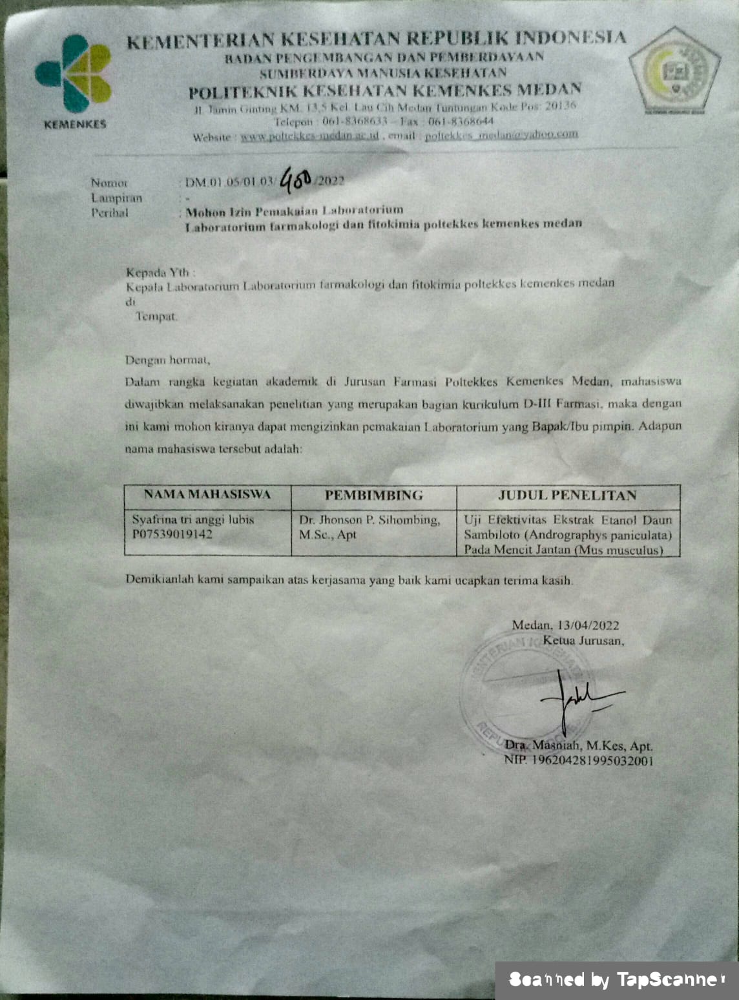 KEMENTERIAN KESEHATAN REPUBLIK INDONESIA
BADAN PENGEMBANGAN DAN PEMBERDAYAAN
SUMBERDAYA MANUSIA KESEHATAN
POLITEKNIK KESEHATAN KEMENKES MEDAN
Jl. Jamin Ginting KM. 13,5 Kel. Lau Cih Medan Tuntungan Kode Pos: 20136
Telepon : 061-8368633 – Fax : 061-8368644
Website : www.poltekkes-medan.ac.id , email : poltekkes_medan@yahoo.com
KEMENKES
Nomor : DM.01.05/01.03/400/2022
Lampiran : -
Perihal : Mohon Izin Pemakaian Laboratorium
Laboratorium farmakologi dan fitokimia poltekkes kemenkes medan
Kepada Yth :
Kepala Laboratorium Laboratorium farmakologi dan fitokimia poltekkes kemenkes medan
di
Tempat.
Dengan hormat,
Dalam rangka kegiatan akademik di Jurusan Farmasi Poltekkes Kemenkes Medan, mahasiswa
diwajibkan melaksanakan penelitian yang merupakan bagian kurikulum D-III Farmasi, maka dengan
ini kami mohon kiranya dapat mengizinkan pemakaian Laboratorium yang Bapak/Ibu pimpin. Adapun
nama mahasiswa tersebut adalah:
NAMA MAHASISWA PEMBIMBING JUDUL PENELITAN
Syafrina tri anggi lubis Dr. Jhonson P. Sihombing, Uji Efektivitas Ekstrak Etanol Daun
P07539019142 M.Sc., Apt Sambiloto (Andrographys paniculata)
Pada Mencit Jantan (Mus musculus)
Demikianlah kami sampaikan atas kerjasama yang baik kami ucapkan terima kasih.
Medan, 13/04/2022
Ketua Jurusan,
Dra. Masniah, M.Kes, Apt.
NIP. 196204281995032001
Scanned by TapScanner